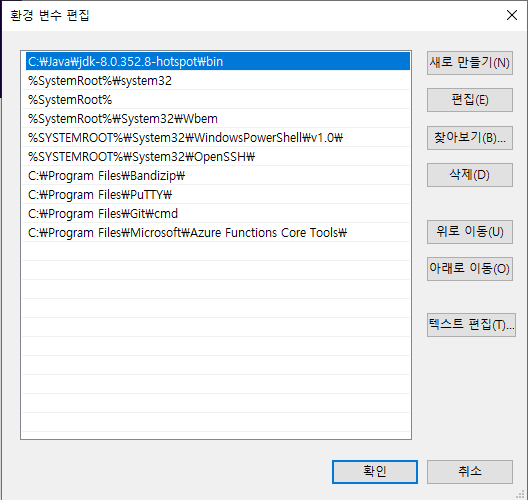 환경 변수 편집
C:₩Java₩jdk-8.0.352.8-hotspot₩bin
%SystemRoot%₩system32
%SystemRoot%
%SystemRoot%₩System32₩Wbem
%SYSTEMROOT%₩System32₩WindowsPowerShell₩v1.0₩
%SYSTEMROOT%₩System32₩OpenSSH₩
C:₩Program Files₩Bandizip₩
C:₩Program Files₩PuTTY₩
C:₩Program Files₩Git₩cmd
C:₩Program Files₩Microsoft₩Azure Functions Core Tools₩
새로 만들기(N)
편집(E)
찾아보기(B)...
삭제(D)
위로 이동(U)
아래로 이동(O)
텍스트 편집(T)...
확인
취소